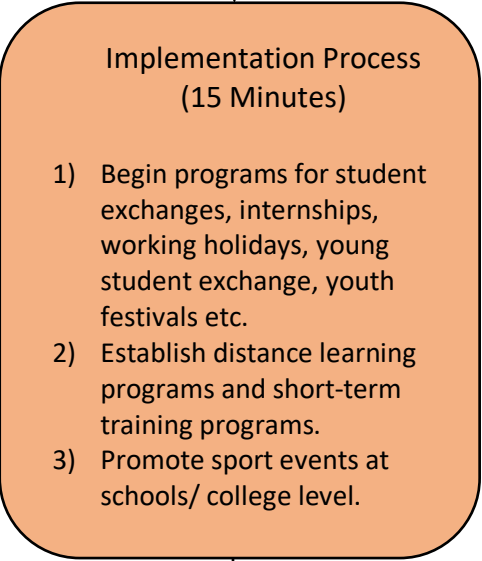 Implementation Process
(15 Minutes)
1) Begin programs for student
exchanges, internships,
working holidays, young
student exchange, youth
festivals etc.
2) Establish distance learning
programs and short-term
training programs.
3) Promote sport events at
schools/ college level.